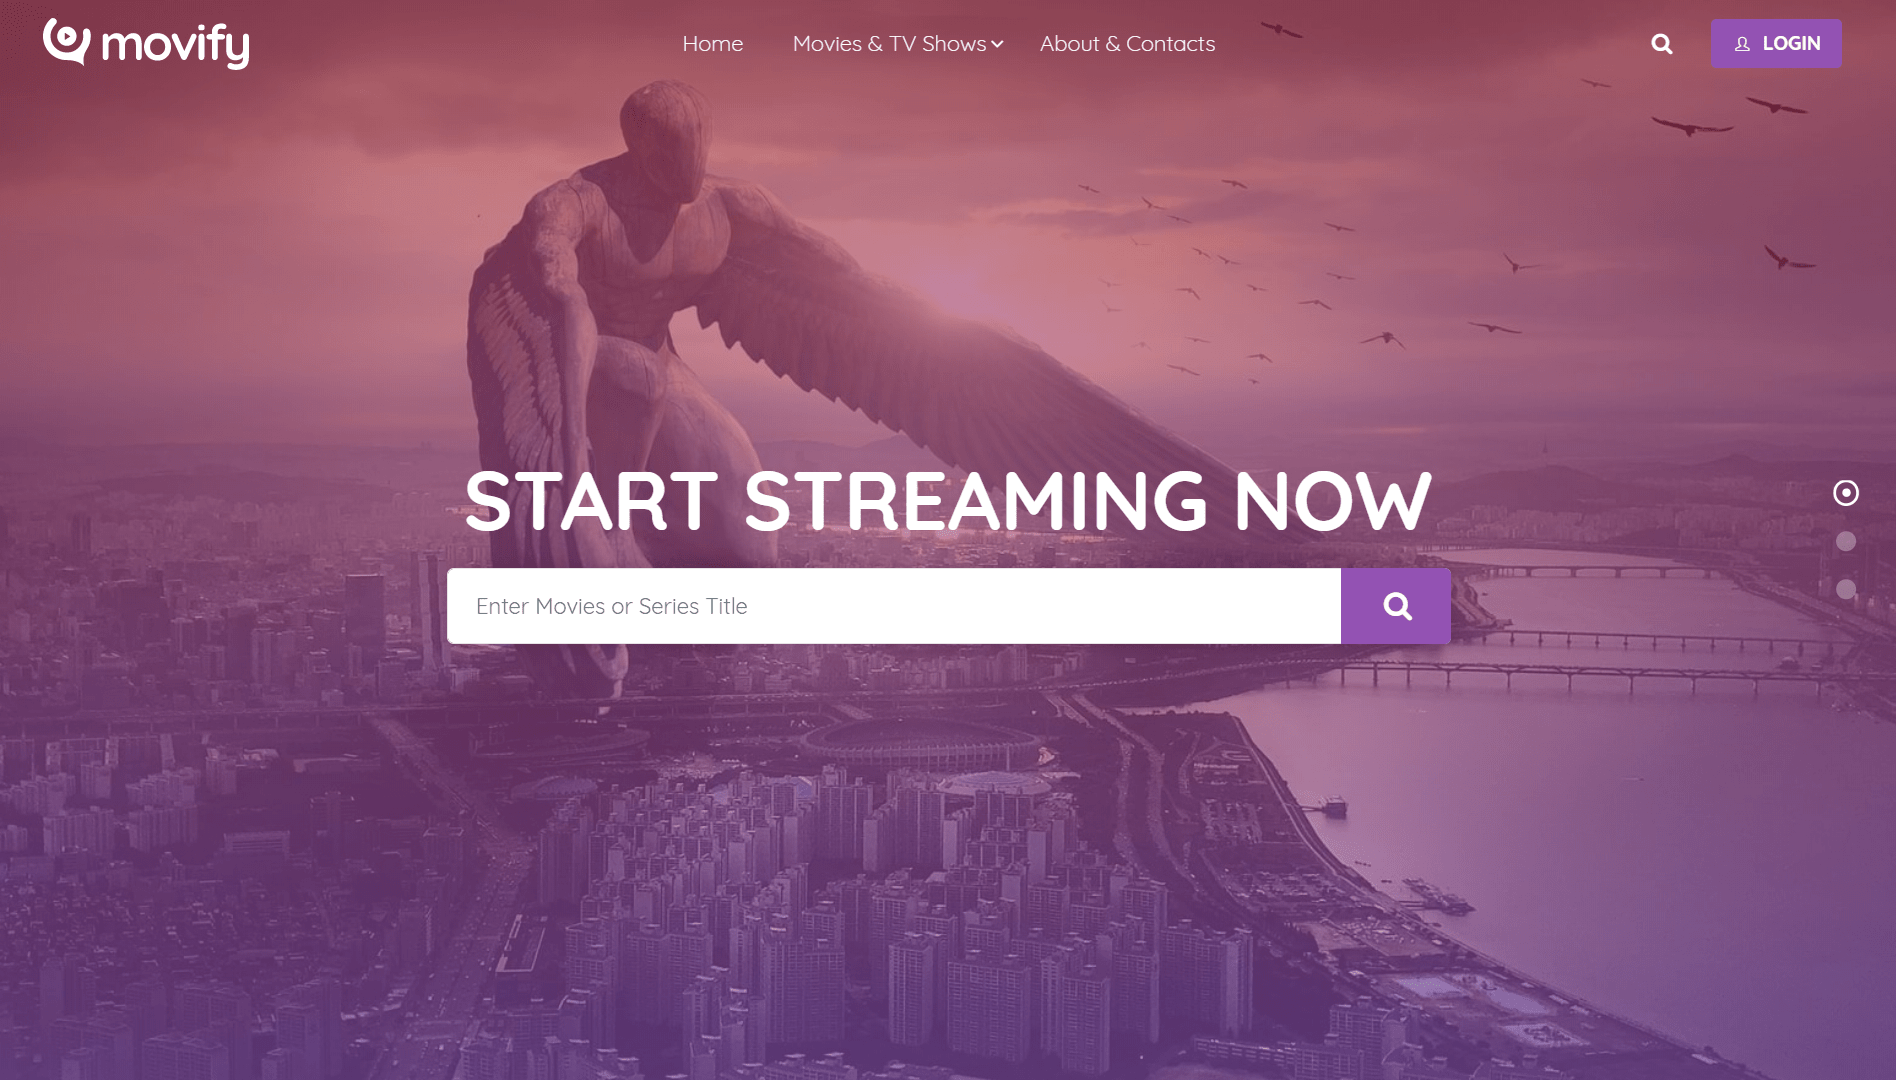 movify
Home
Movies & TV Shows
About & Contacts
LOGIN
START STREAMING NOW
Enter Movies or Series Title